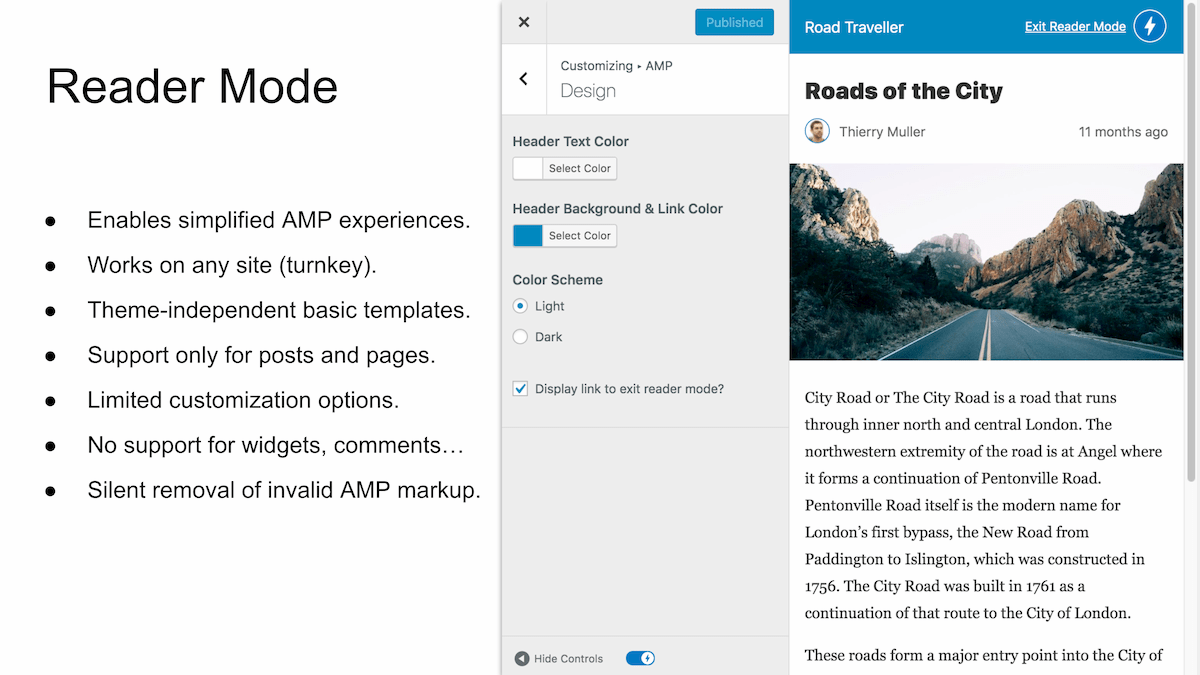 Reader Mode
● Enables simplified AMP experiences.
● Works on any site (turnkey).
● Theme-independent basic templates.
● Support only for posts and pages.
● Limited customization options.
● No support for widgets, comments…
● Silent removal of invalid AMP markup.
Published
Customizing ▸ AMP
Design
Header Text Color
Select Color
Header Background & Link Color
Select Color
Color Scheme
Light
Dark
Display link to exit reader mode?
Hide Controls
Road Traveller
Exit Reader Mode
Roads of the City
Thierry Muller
11 months ago
City Road or The City Road is a road that runs
through inner north and central London. The
northwestern extremity of the road is at Angel where
it forms a continuation of Pentonville Road.
Pentonville Road itself is the modern name for
London’s first bypass, the New Road from
Paddington to Islington, which was constructed in
1756. The City Road was built in 1761 as a
continuation of that route to the City of London.
These roads form a major entry point into the City of